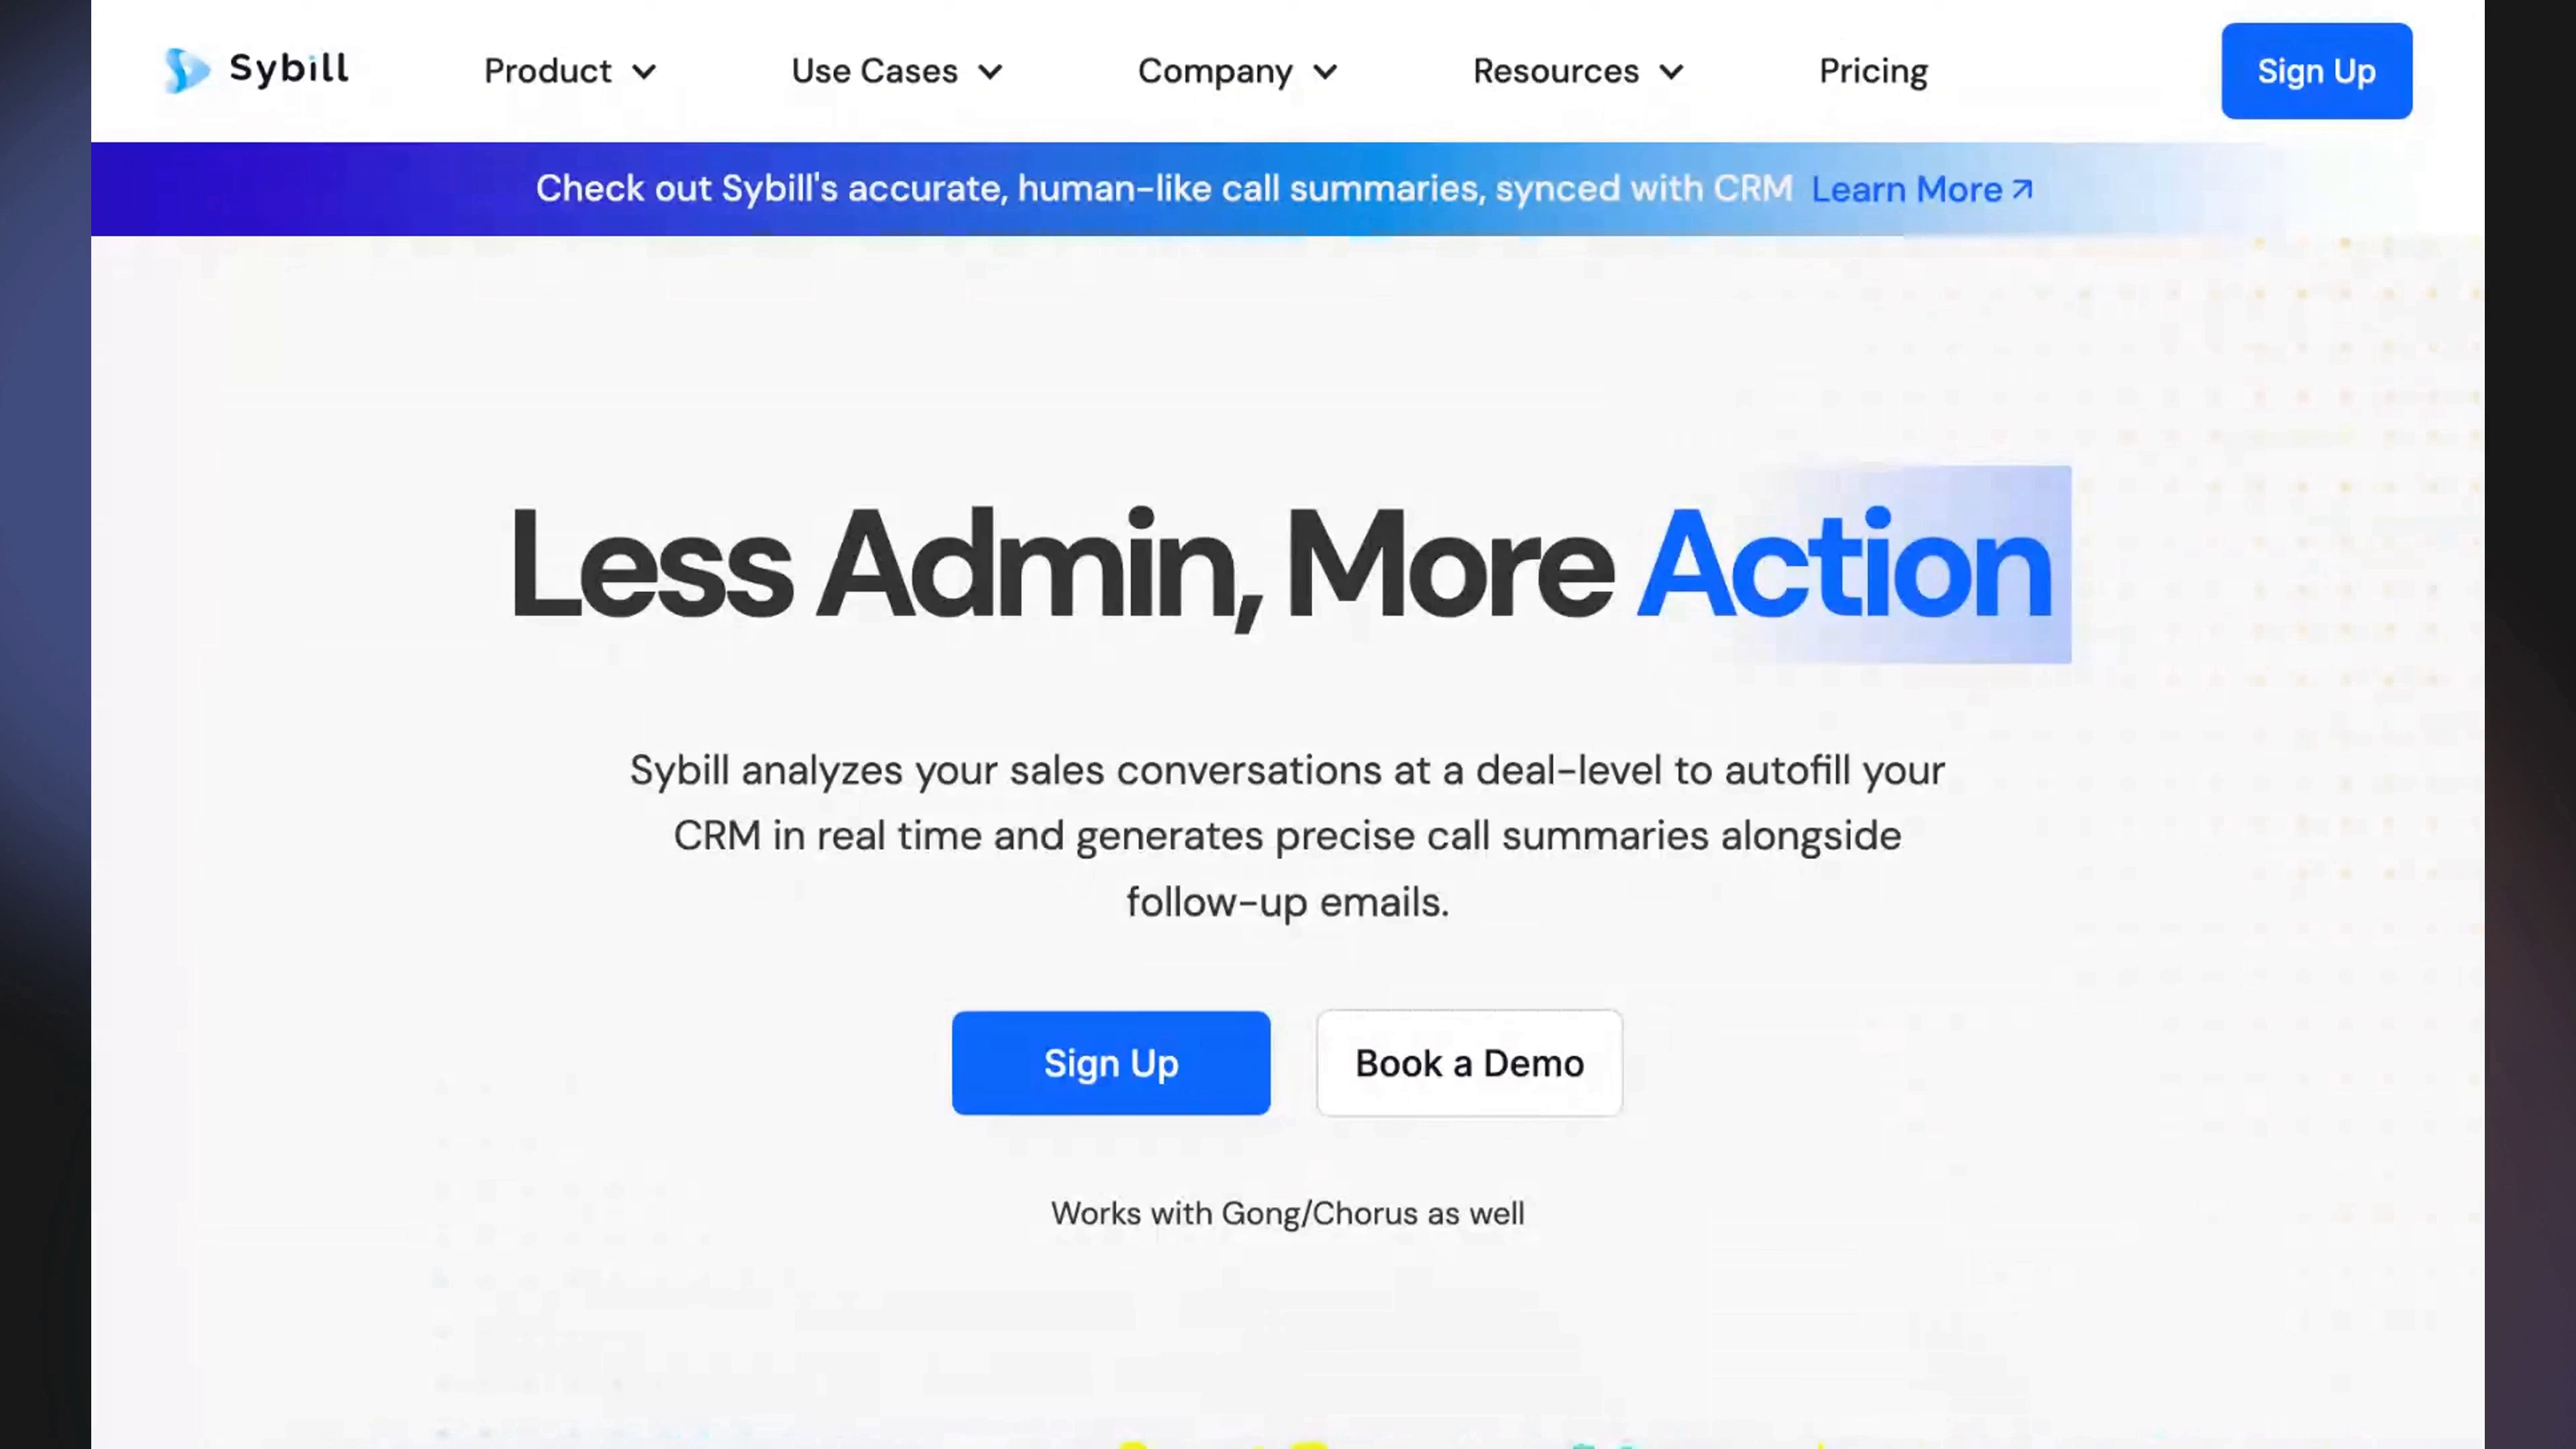 Sybill
Product
Use Cases
Company
Resources
Pricing
Sign Up
Check out Sybill's accurate, human-like call summaries, synced with CRM Learn More
Less Admin, More Action
Sybill analyzes your sales conversations at a deal-level to autofill your
CRM in real time and generates precise call summaries alongside
follow-up emails.
Sign Up
Book a Demo
Works with Gong/Chorus as well